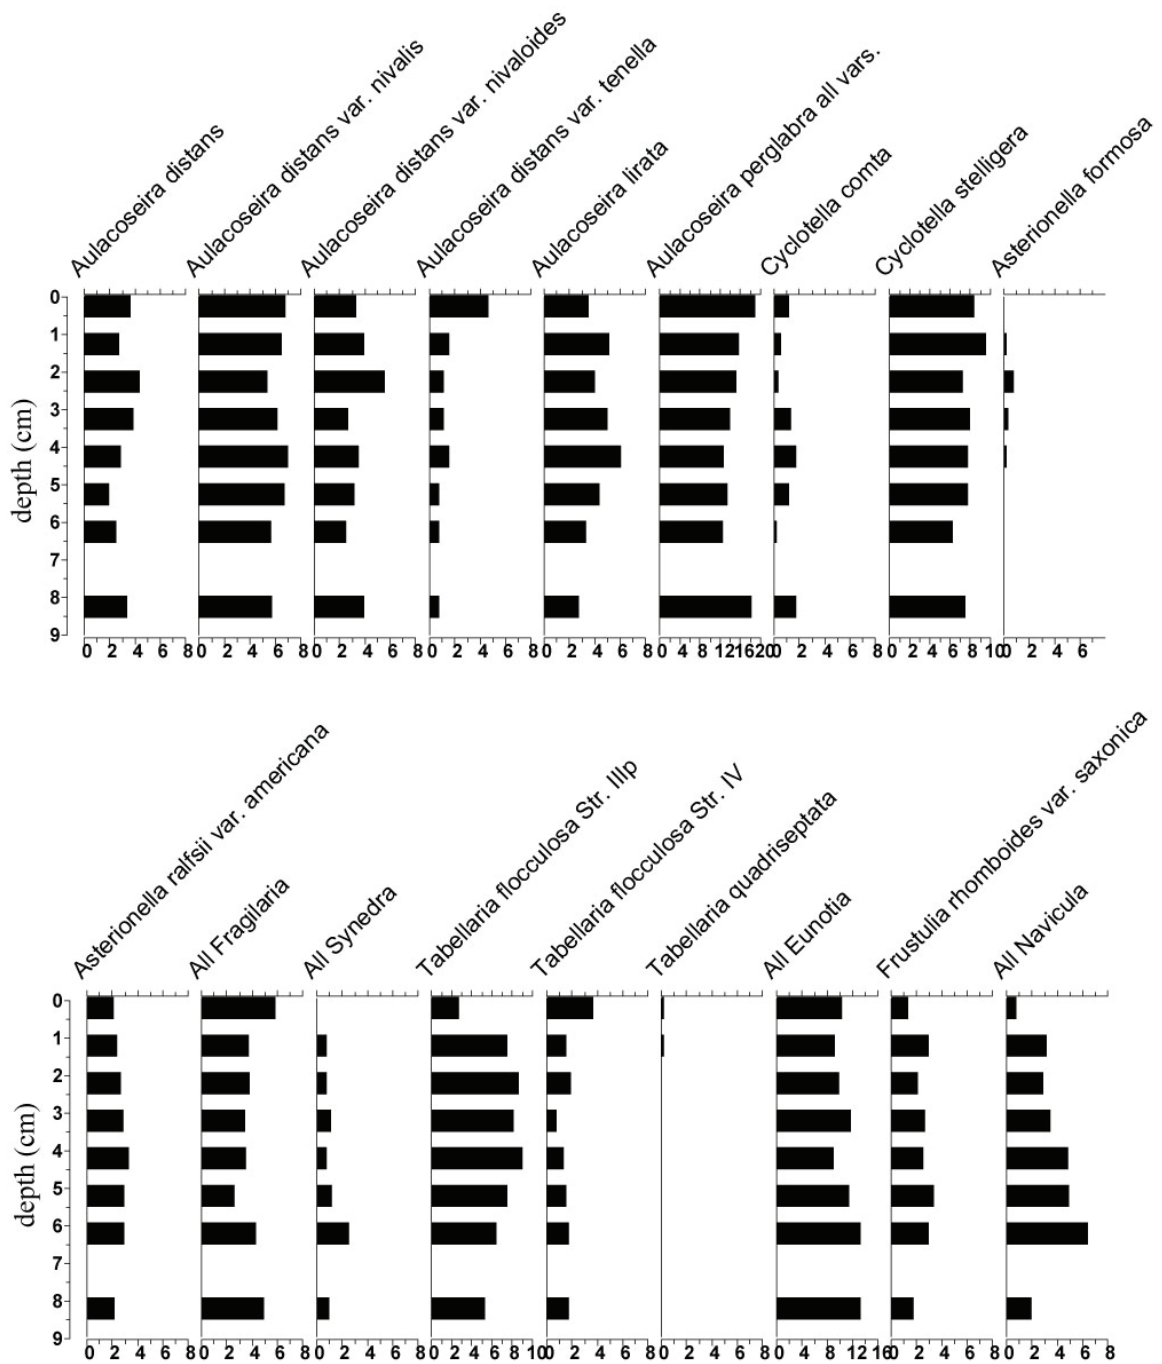 Aulacoseira distans
Aulacoseira distans var. nivalis
Aulacoseira distans var. nivaloides
Aulacoseira distans var. tenella
Aulacoseira lirata
Aulacoseira perglabra all vars.
Cyclotella comta
Cyclotella stelligera
Asterionella formosa
depth (cm)
0
1
2
3
4
5
6
7
8
9
0 2 4 6 8 0 2 4 6 8 0 2 4 6 8 0 2 4 6 8 0 2 4 6 8 0 4 8 12 16 20 0 2 4 6 8 0 2 4 6 8 10 0 2 4 6
Asterionella ralfsii var. americana
All Fragilaria
All Synedra
Tabellaria flocculosa Str. IIIp
Tabellaria flocculosa Str. IV
Tabellaria quadriseptata
All Eunotia
Frustulia rhomboides var. saxonica
All Navicula
depth (cm)
0
1
2
3
4
5
6
7
8
9
0 2 4 6 8 0 2 4 6 8 0 2 4 6 8 0 2 4 6 8 10 0 2 4 6 8 0 2 4 6 8 0 4 8 12 16 0 2 4 6 8 0 2 4 6 8